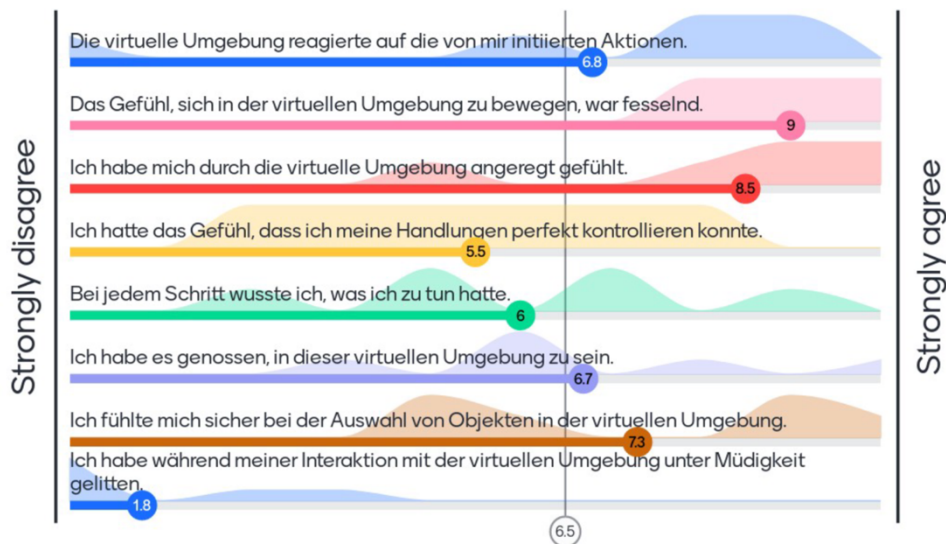 Die virtuelle Umgebung reagierte auf die von mir initiierten Aktionen.
6.8
Das Gefühl, sich in der virtuellen Umgebung zu bewegen, war fesselnd.
9
Ich habe mich durch die virtuelle Umgebung angeregt gefühlt.
8.5
Ich hatte das Gefühl, dass ich meine Handlungen perfekt kontrollieren konnte.
5.5
Bei jedem Schritt wusste ich, was ich zu tun hatte.
6
Ich habe es genossen, in dieser virtuellen Umgebung zu sein.
6.7
Ich fühlte mich sicher bei der Auswahl von Objekten in der virtuellen Umgebung.
7.3
Ich habe während meiner Interaktion mit der virtuellen Umgebung unter Müdigkeit
gelitten.
1.8
6.5
Strongly disagree
Strongly agree